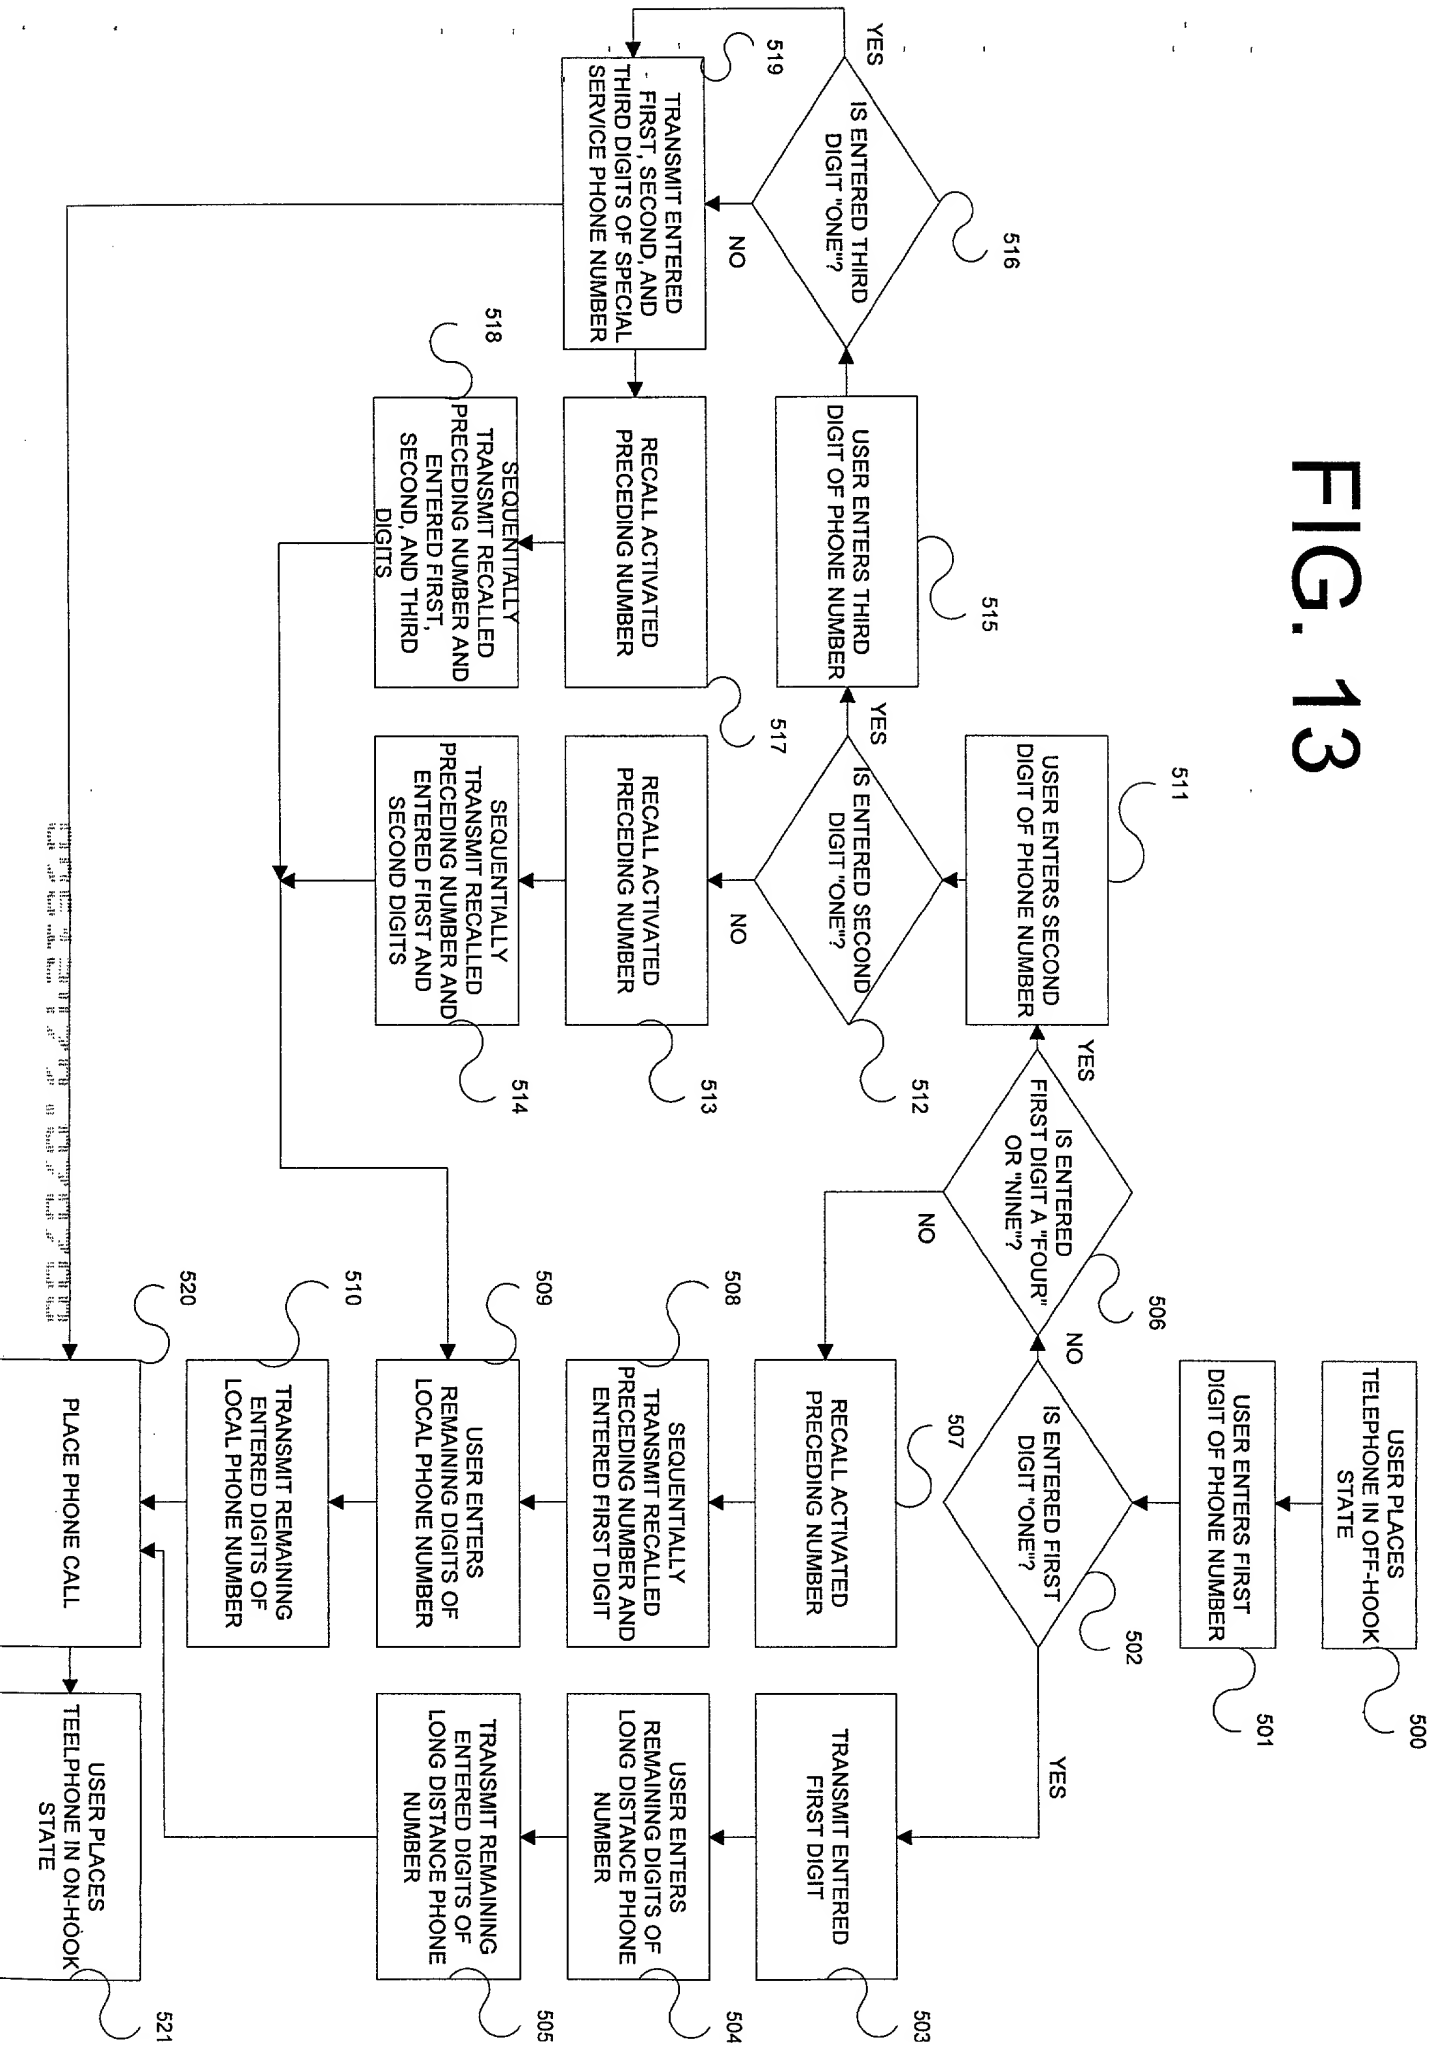 FIG. 13
USER PLACES
TELEPHONE IN OFF-HOOK
STATE
500
USER ENTERS FIRST
DIGIT OF PHONE NUMBER
501
IS ENTERED FIRST
DIGIT "ONE"?
502
YES
NO
TRANSMIT ENTERED
FIRST DIGIT
503
USER ENTERS
REMAINING DIGITS OF
LONG DISTANCE PHONE
NUMBER
504
TRANSMIT REMAINING
ENTERED DIGITS OF
LONG DISTANCE PHONE
NUMBER
505
IS ENTERED
FIRST DIGIT A "FOUR"
OR "NINE"?
506
YES
NO
RECALL ACTIVATED
PRECEDING NUMBER
507
SEQUENTIALLY
TRANSMIT RECALLED
PRECEDING NUMBER AND
ENTERED FIRST DIGIT
508
USER ENTERS
REMAINING DIGITS OF
LOCAL PHONE NUMBER
509
TRANSMIT REMAINING
ENTERED DIGITS OF
LOCAL PHONE NUMBER
510
USER ENTERS SECOND
DIGIT OF PHONE NUMBER
511
IS ENTERED SECOND
DIGIT "ONE"?
512
YES
NO
RECALL ACTIVATED
PRECEDING NUMBER
513
SEQUENTIALLY
TRANSMIT RECALLED
PRECEDING NUMBER AND
ENTERED FIRST AND
SECOND DIGITS
514
USER ENTERS THIRD
DIGIT OF PHONE NUMBER
515
IS ENTERED THIRD
DIGIT "ONE"?
516
YES
NO
RECALL ACTIVATED
PRECEDING NUMBER
517
SEQUENTIALLY
TRANSMIT RECALLED
PRECEDING NUMBER AND
ENTERED FIRST,
SECOND, AND THIRD
DIGITS
518
TRANSMIT ENTERED
FIRST, SECOND, AND
THIRD DIGITS OF SPECIAL
SERVICE PHONE NUMBER
519
PLACE PHONE CALL
520
USER PLACES
TEELPHONE IN ON-HOOK
STATE
521